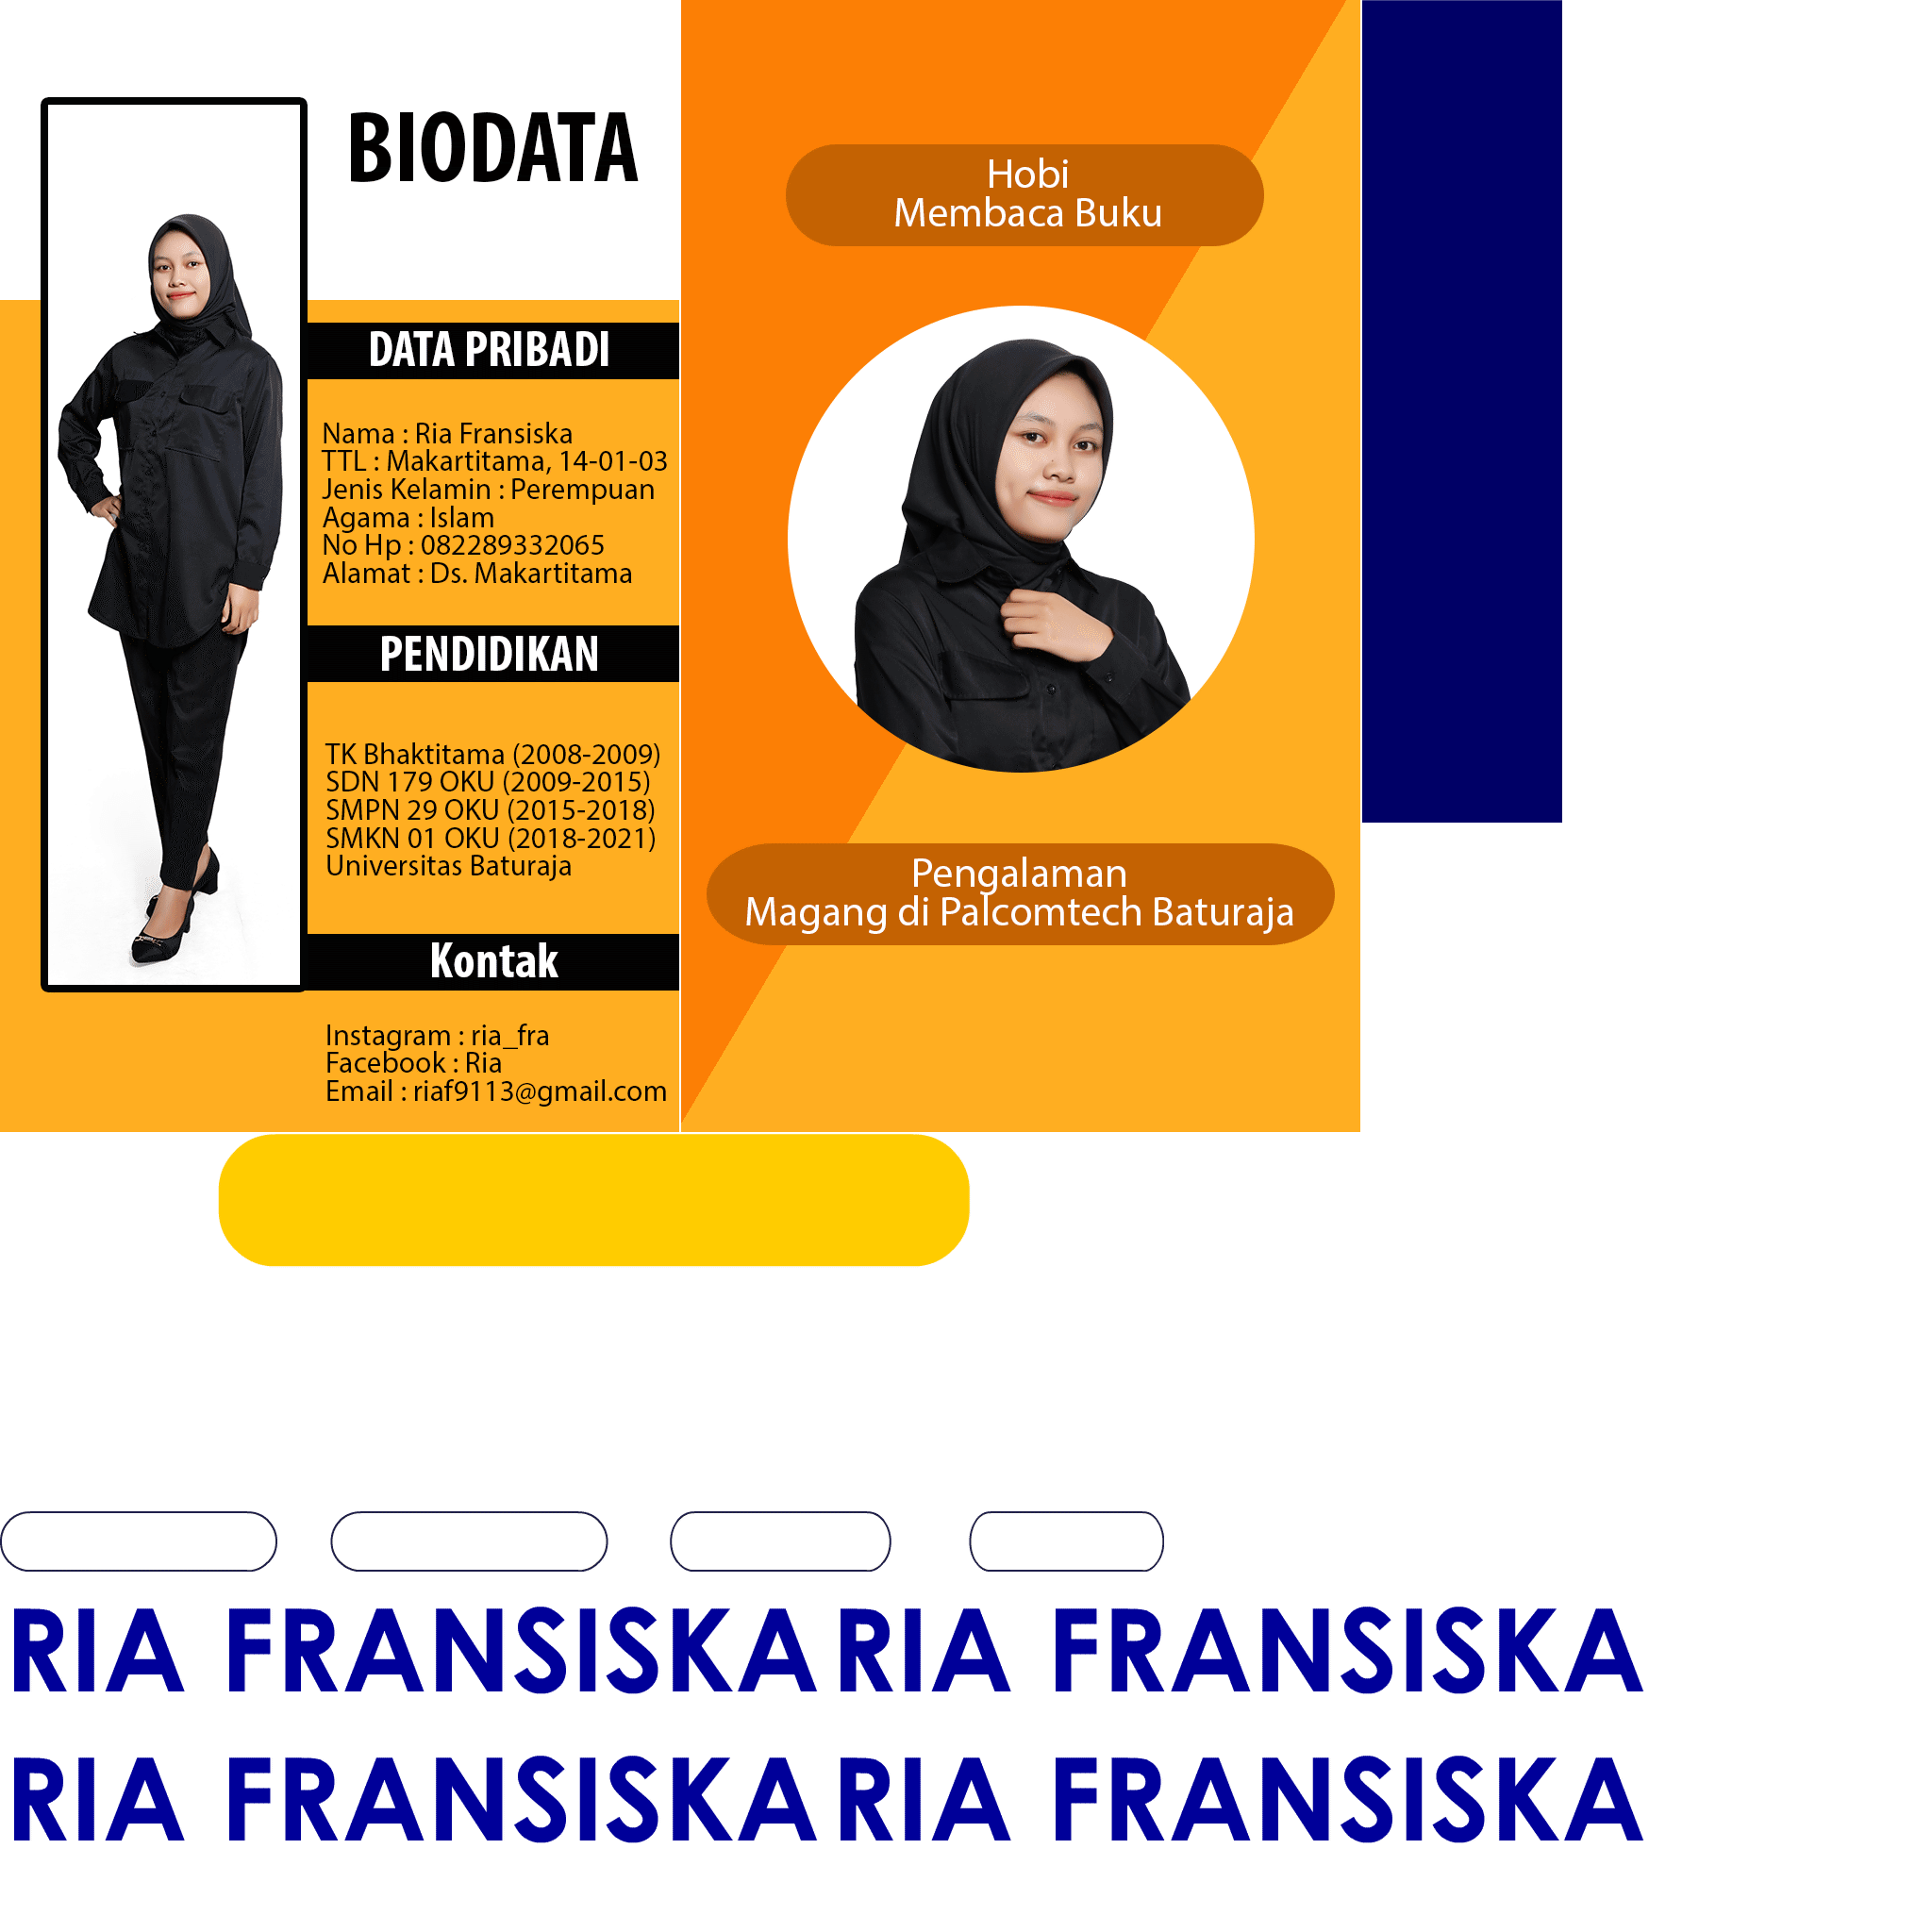 BIODATA
DATA PRIBADI
Nama : Ria Fransiska
TTL : Makartitama, 14-01-03
Jenis Kelamin : Perempuan
Agama : Islam
No Hp : 082289332065
Alamat : Ds. Makartitama
PENDIDIKAN
TK Bhaktitama (2008-2009)
SDN 179 OKU (2009-2015)
SMPN 29 OKU (2015-2018)
SMKN 01 OKU (2018-2021)
Universitas Baturaja
Kontak
Instagram : ria_fra
Facebook : Ria
Email : riaf9113@gmail.com
Hobi
Membaca Buku
Pengalaman
Magang di Palcomtech Baturaja
RIA FRANSISKA RIA FRANSISKA
RIA FRANSISKA RIA FRANSISKA